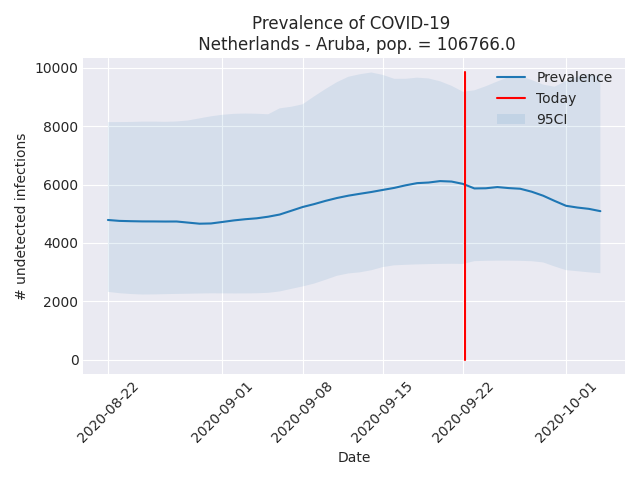 Prevalence of COVID-19
Netherlands - Aruba, pop. = 106766.0
10000
8000
6000
4000
2000
0
# undetected infections
Prevalence
Today
95CI
2020-08-22
2020-09-01
2020-09-08
2020-09-15
2020-09-22
2020-10-01
Date